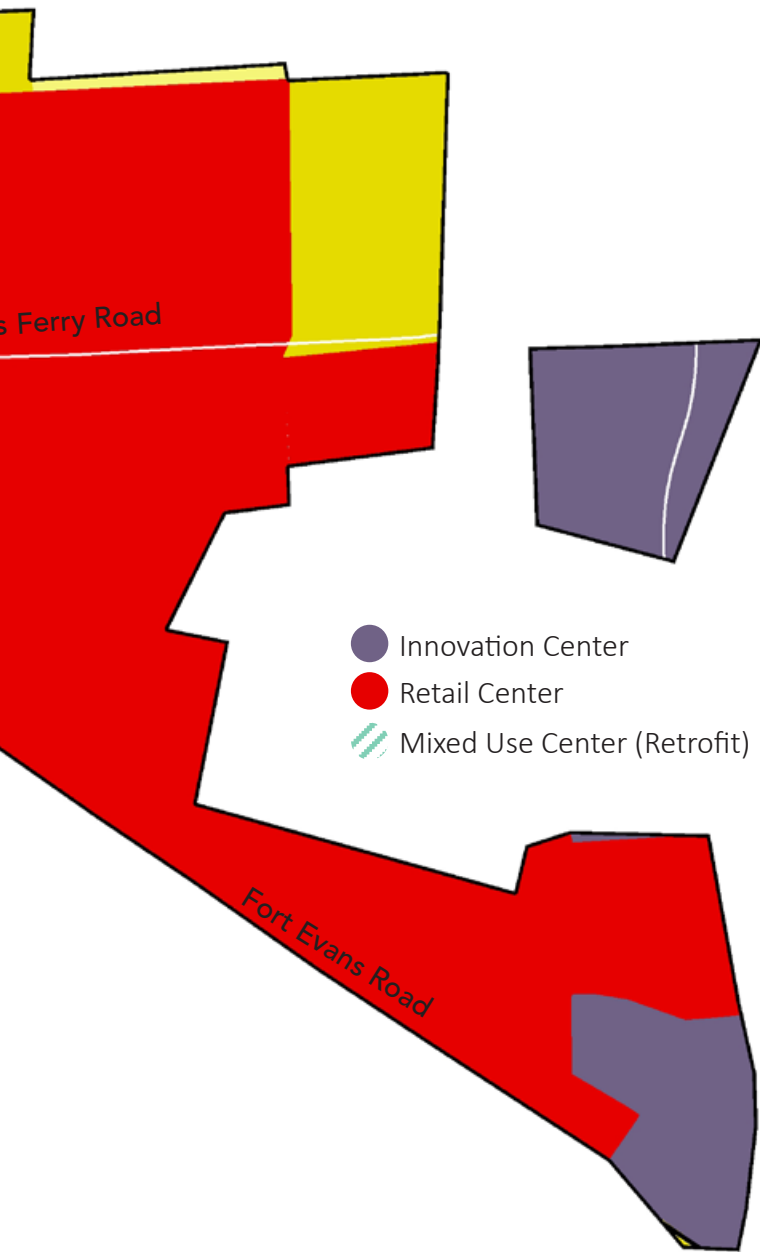 s Ferry Road
Innovation Center
Retail Center
Mixed Use Center (Retrofit)
Fort Evans Road